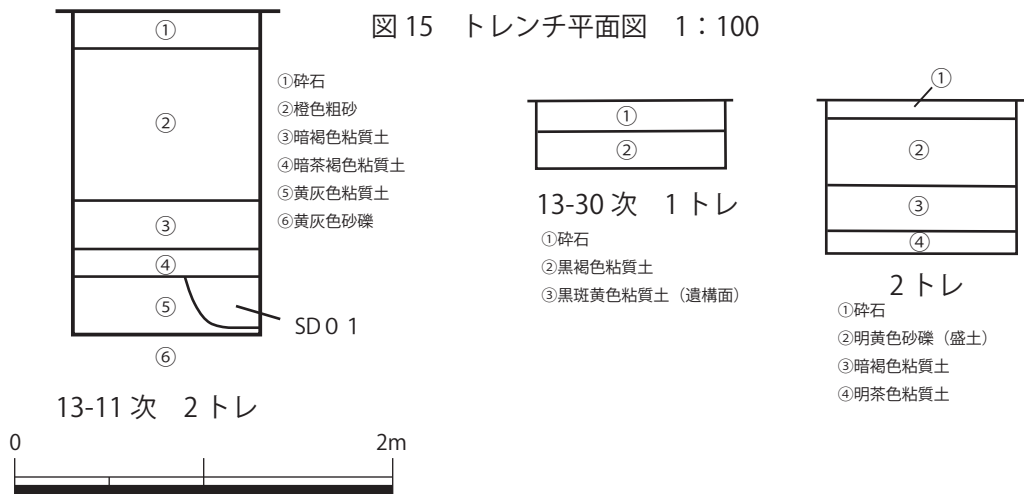 図 15　トレンチ平面図　1：100
①
②
③
④
⑤
⑥
SD０１
①砕石
②橙色粗砂
③暗褐色粘質土
④暗茶褐色粘質土
⑤黄灰色粘質土
⑥黄灰色砂礫
13-11 次　2 トレ
0
2m
①
②
13-30 次　1 トレ
①砕石
②黒褐色粘質土
③黒斑黄色粘質土（遺構面）
①
②
③
④
2 トレ
①砕石
②明黄色砂礫（盛土）
③暗褐色粘質土
④明茶色粘質土